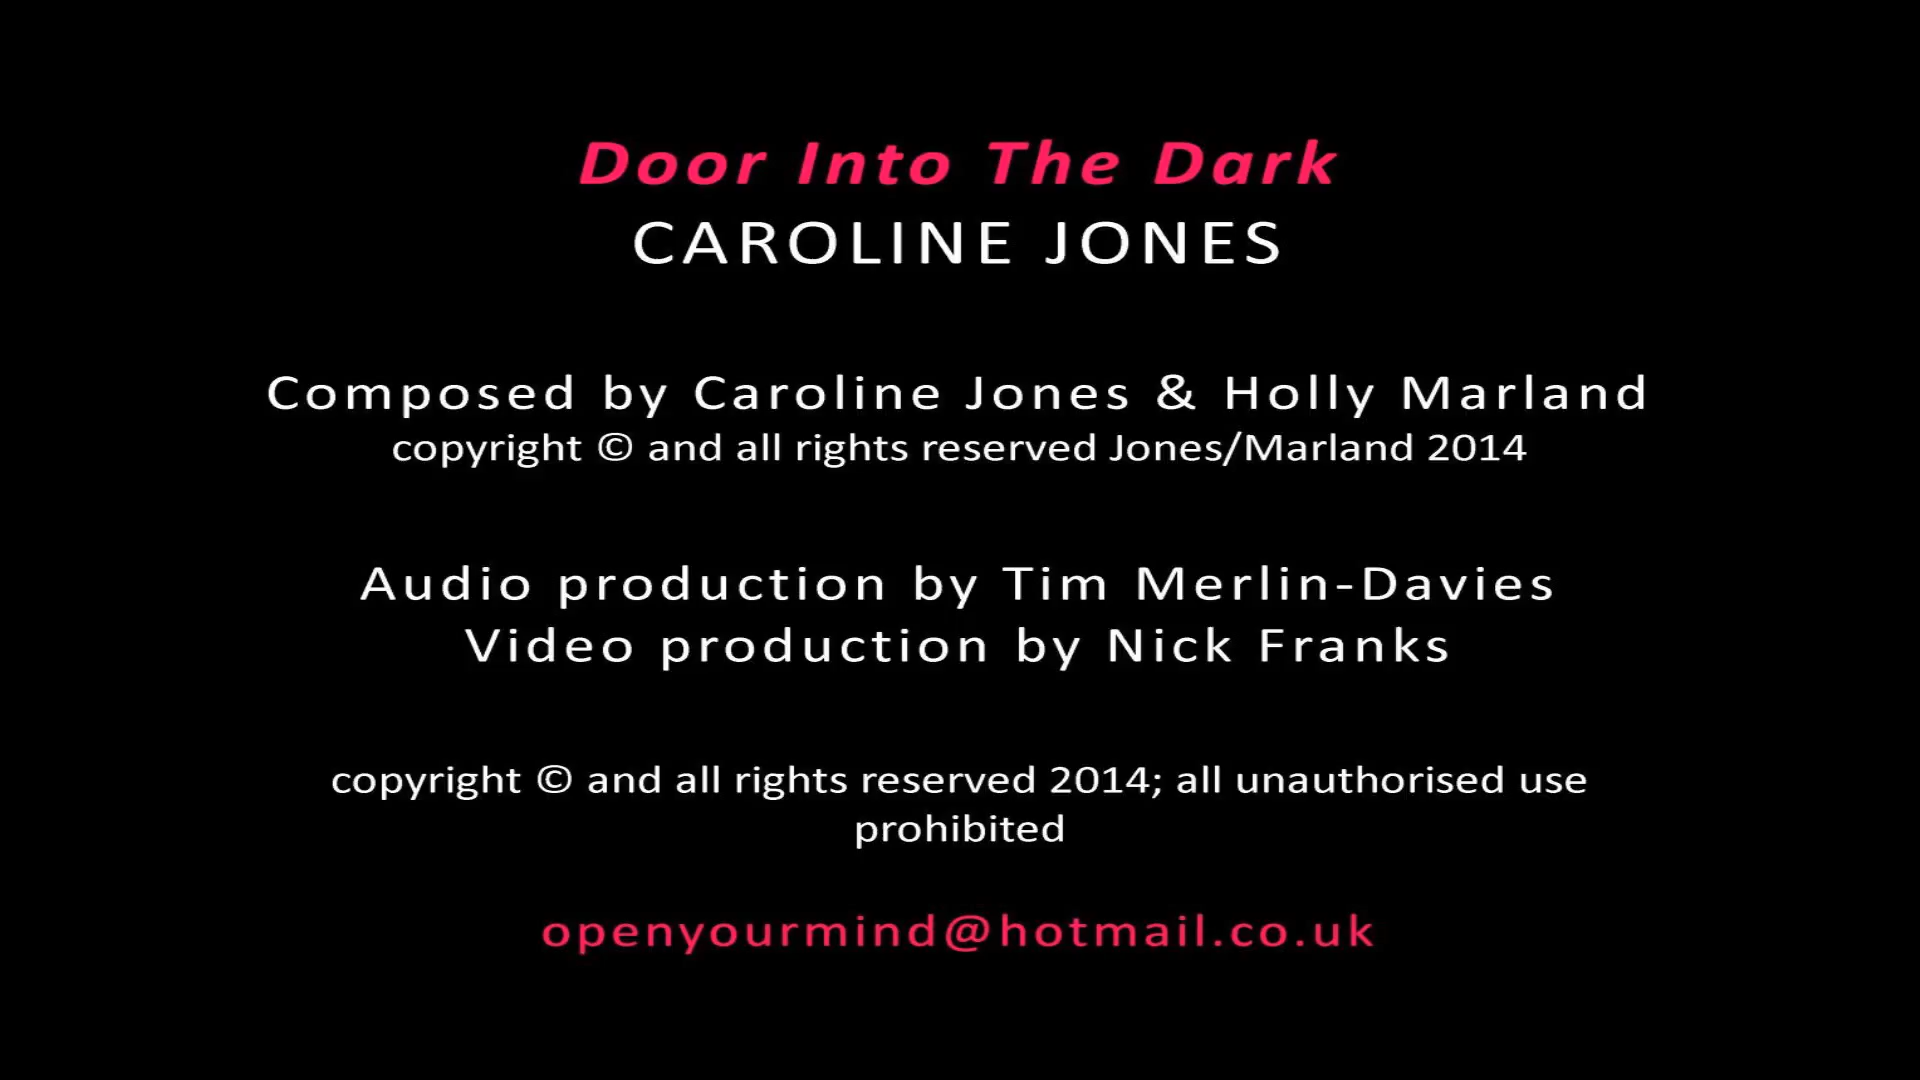 Door Into The Dark
CAROLINE JONES
Composed by Caroline Jones & Holly Marland
copyright © and all rights reserved Jones/Marland 2014
Audio production by Tim Merlin-Davies
Video production by Nick Franks
copyright © and all rights reserved 2014; all unauthorised use
prohibited
openyourmind@hotmail.co.uk